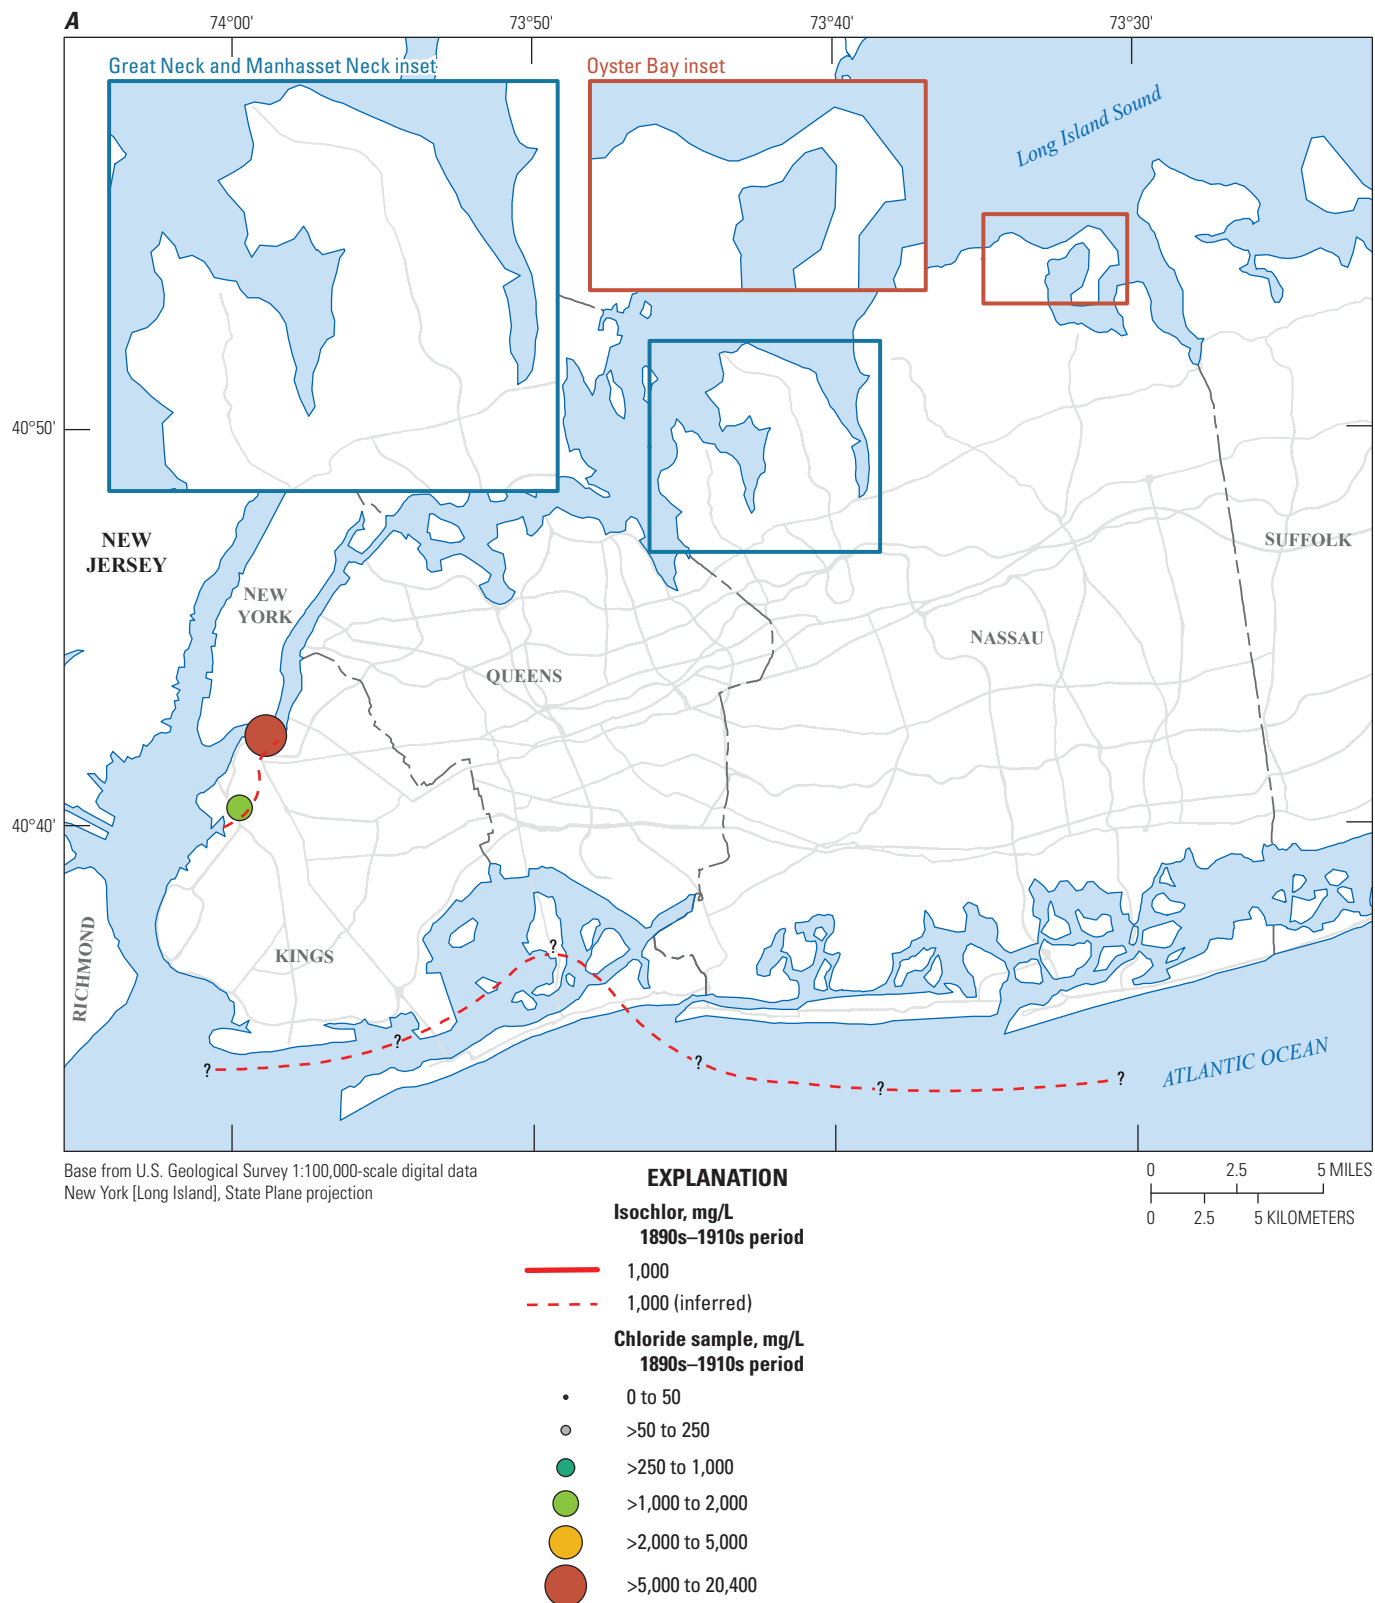 A
74°00'
73°50'
73°40'
73°30'
Great Neck and Manhasset Neck inset
Oyster Bay inset
Long Island Sound
40°50'
NEW
JERSEY
NEW
YORK
SUFFOLK
NASSAU
QUEENS
40°40'
RICHMOND
KINGS
?
?
?
?
?
?
ATLANTIC OCEAN
Base from U.S. Geological Survey 1:100,000-scale digital data
New York [Long Island], State Plane projection
0 2.5 5 MILES
0 2.5 5 KILOMETERS
EXPLANATION
Isochlor, mg/L
1890s–1910s period
1,000
1,000 (inferred)
Chloride sample, mg/L
1890s–1910s period
0 to 50
>50 to 250
>250 to 1,000
>1,000 to 2,000
>2,000 to 5,000
>5,000 to 20,400